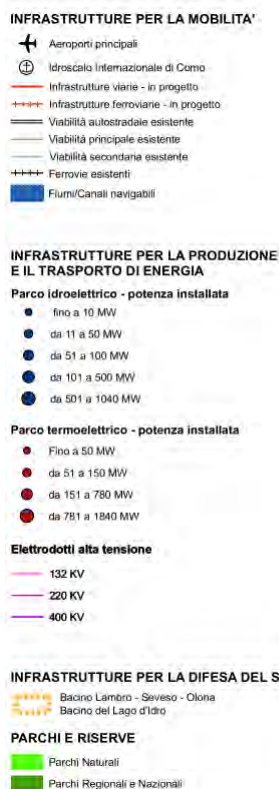 INFRASTRUTTURE PER LA MOBILITA'
Aeroporti principali
Idroscalo Internazionale di Como
Infrastrutture viarie - in progetto
Infrastrutture ferroviarie - in progetto
Viabilità autostradale esistente
Viabilità principale esistente
Viabilità secondaria esistente
Ferrovie esistenti
Fiumi/Canali navigabili
INFRASTRUTTURE PER LA PRODUZIONE
E IL TRASPORTO DI ENERGIA
Parco idroelettrico - potenza installata
fino a 10 MW
da 11 a 50 MW
da 51 a 100 MW
da 101 a 500 MW
da 501 a 1040 MW
Parco termoelettrico - potenza installata
Fino a 50 MW
da 51 a 150 MW
da 151 a 780 MW
da 781 a 1840 MW
Elettrodotti alta tensione
132 KV
220 KV
400 KV
INFRASTRUTTURE PER LA DIFESA DEL S
Bacino Lambro - Seveso - Olona
Bacino del Lago d'Idro
PARCHI E RISERVE
Parchi Naturali
Parchi Regionali e Nazionali